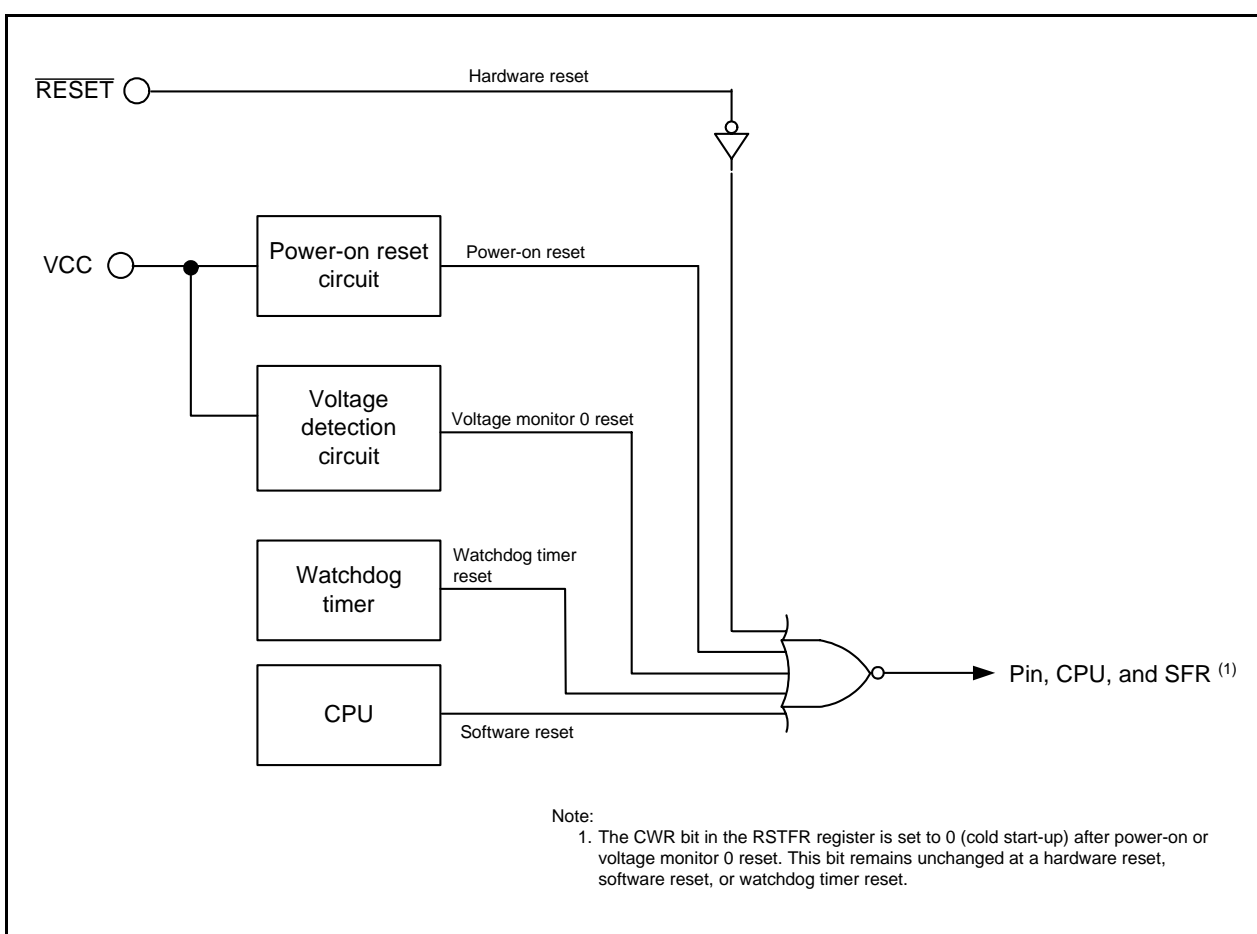 Hardware reset
RESET
Power-on reset
circuit
Power-on reset
VCC
Voltage
detection
circuit
Voltage monitor 0 reset
Watchdog
timer
Watchdog timer
reset
Pin, CPU, and SFR (1)
CPU
Software reset
Note:
1. The CWR bit in the RSTFR register is set to 0 (cold start-up) after power-on or
voltage monitor 0 reset. This bit remains unchanged at a hardware reset,
software reset, or watchdog timer reset.